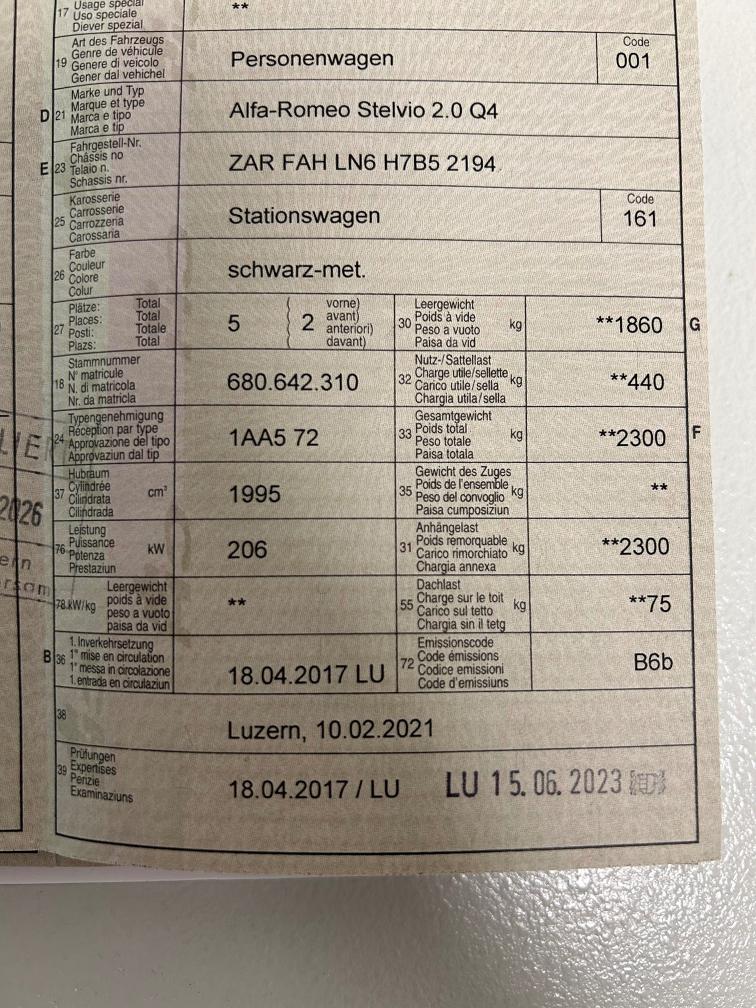 17 Usage spécial **
Uso speciale
Diever spezial
Art des Fahrzeugs
Genre de véhicule Code
19 Genere di veicolo Personenwagen 001
Gener dal vehichel
Marke und Typ
Marque et type
D 21 Marca e tipo Alfa-Romeo Stelvio 2.0 Q4
Marca e tip
Fahrgestell-Nr.
Châssis no
E 23 Telaio n. ZAR FAH LN6 H7B5 2194
Schassis nr.
Karosserie
Carrosserie Code
25 Carrozzeria Stationswagen 161
Carossaria
Farbe
Couleur
26 Colore schwarz-met.
Colur
Plätze: Total vorne) Leergewicht
Places: Total avant) Poids à vide
27 Posti: Totale 5 ( 2 anteriori) 30 Peso a vuoto kg **1860 G
Plazs: Total davant) Paisa da vid
Stammnummer Nutz-/Sattellast
N° matricule Charge utile/sellette
18 N. di matricola 680.642.310 32 Carico utile/sella kg **440
Nr. da matricla Chargia utila/sella
Typengenehmigung Gesamtgewicht
Réception par type Poids total
24 Approvazione del tipo 1AA5 72 33 Peso totale kg **2300 F
Approvaziun dal tip Paisa totala
Hubraum Gewicht des Zuges
Cylindrée Poids de l'ensemble
37 Cilindrata cm³ 1995 35 Peso del convoglio kg **
Cilindrada Paisa cumposiziun
2026
Leistung Anhängelast
Puissance Poids remorquable
76 Potenza kW 206 31 Carico rimorchiato kg **2300
Prestaziun Chargia annexa
ern
Leergewicht Dachlast
poids à vide Charge sur le toit
78.kW/kg peso a vuoto ** 55 Carico sul tetto kg **75
paisa da vid Chargia sin il tetg
1. Inverkehrsetzung Emissionscode
1re mise en circulation Code émissions
B 36 1a messa in circolazione 18.04.2017 LU 72 Codice emissioni B6b
1. entrada en circulaziun Code d'emissiuns
38 Luzern, 10.02.2021
Prüfungen
39 Expertises
Perizie 18.04.2017 / LU LU 15.06.2023
Examinaziuns